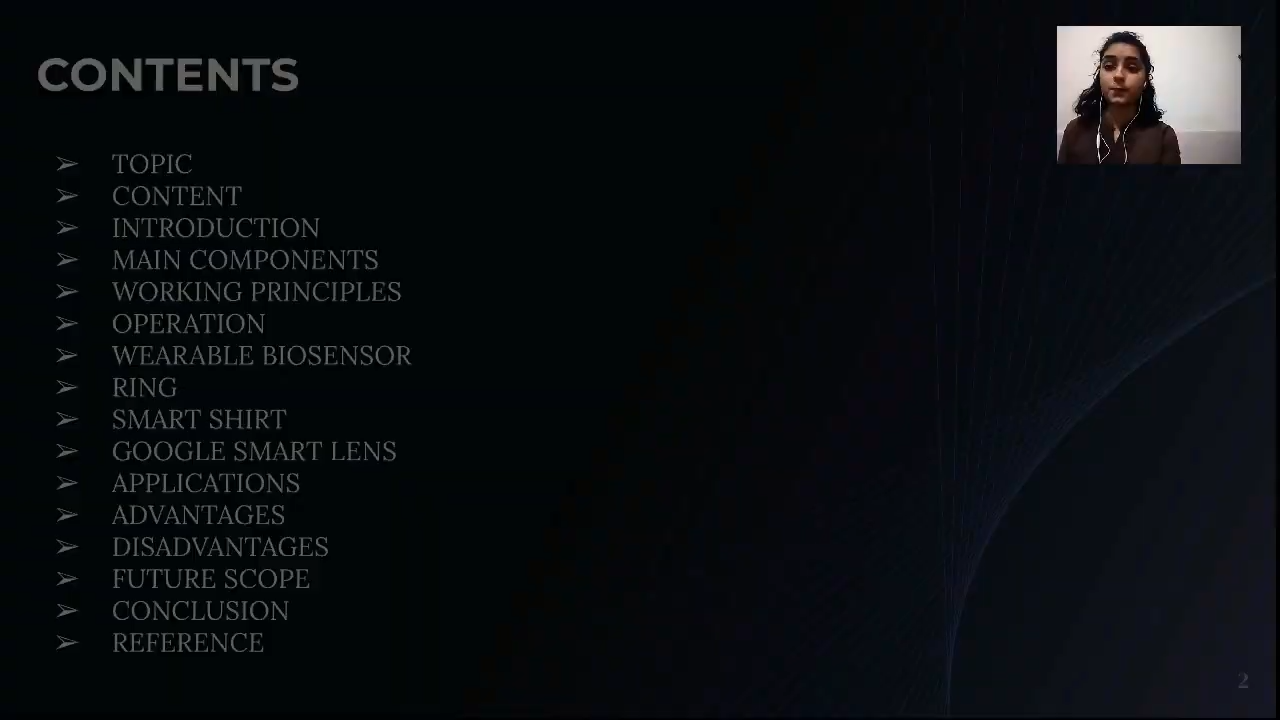 CONTENTS
➢ TOPIC
➢ CONTENT
➢ INTRODUCTION
➢ MAIN COMPONENTS
➢ WORKING PRINCIPLES
➢ OPERATION
➢ WEARABLE BIOSENSOR
➢ RING
➢ SMART SHIRT
➢ GOOGLE SMART LENS
➢ APPLICATIONS
➢ ADVANTAGES
➢ DISADVANTAGES
➢ FUTURE SCOPE
➢ CONCLUSION
➢ REFERENCE
2